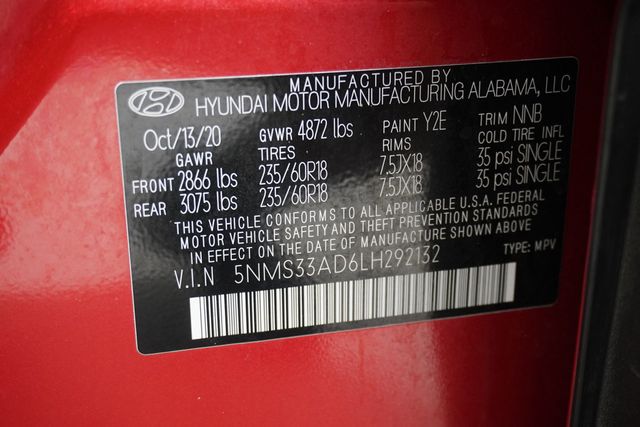 MANUFACTURED BY
HYUNDAI MOTOR MANUFACTURING ALABAMA, LLC
Oct/13/20 GVWR 4872 lbs PAINT Y2E TRIM NNB
GAWR TIRES RIMS COLD TIRE INFL
FRONT 2866 lbs 235/60R18 7.5JX18 35 psi SINGLE
REAR 3075 lbs 235/60R18 7.5JX18 35 psi SINGLE
THIS VEHICLE CONFORMS TO ALL APPLICABLE U.S.A. FEDERAL
MOTOR VEHICLE SAFETY AND THEFT PREVENTION STANDARDS
IN EFFECT ON THE DATE OF MANUFACTURE SHOWN ABOVE
V.I.N 5NMS33AD6LH292132 TYPE: MPV